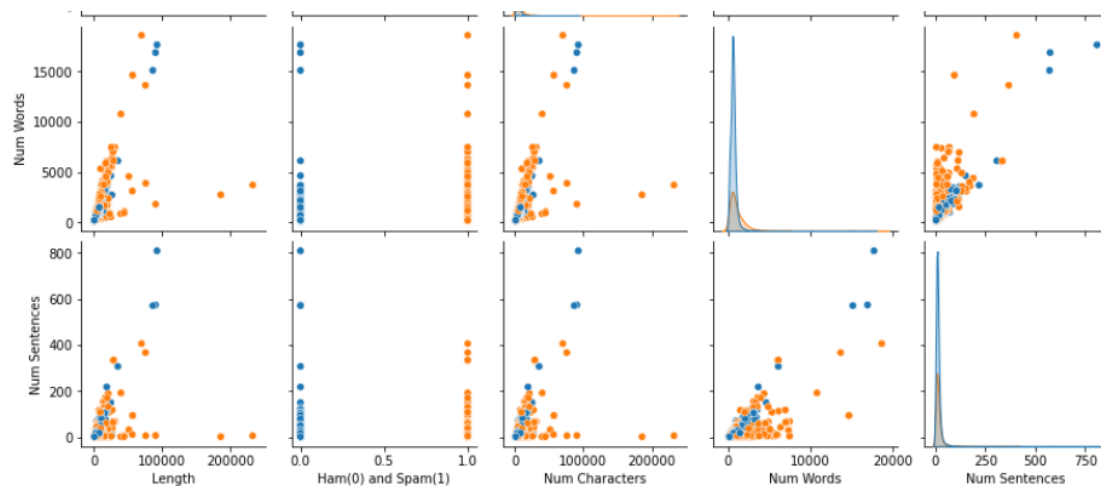 Num Words
15000
10000
5000
0
Num Sentences
800
600
400
200
0
0 100000 200000
0.0 0.5 1.0
0 100000 200000
0 10000 20000
0 250 500 750
Length
Ham(0) and Spam(1)
Num Characters
Num Words
Num Sentences